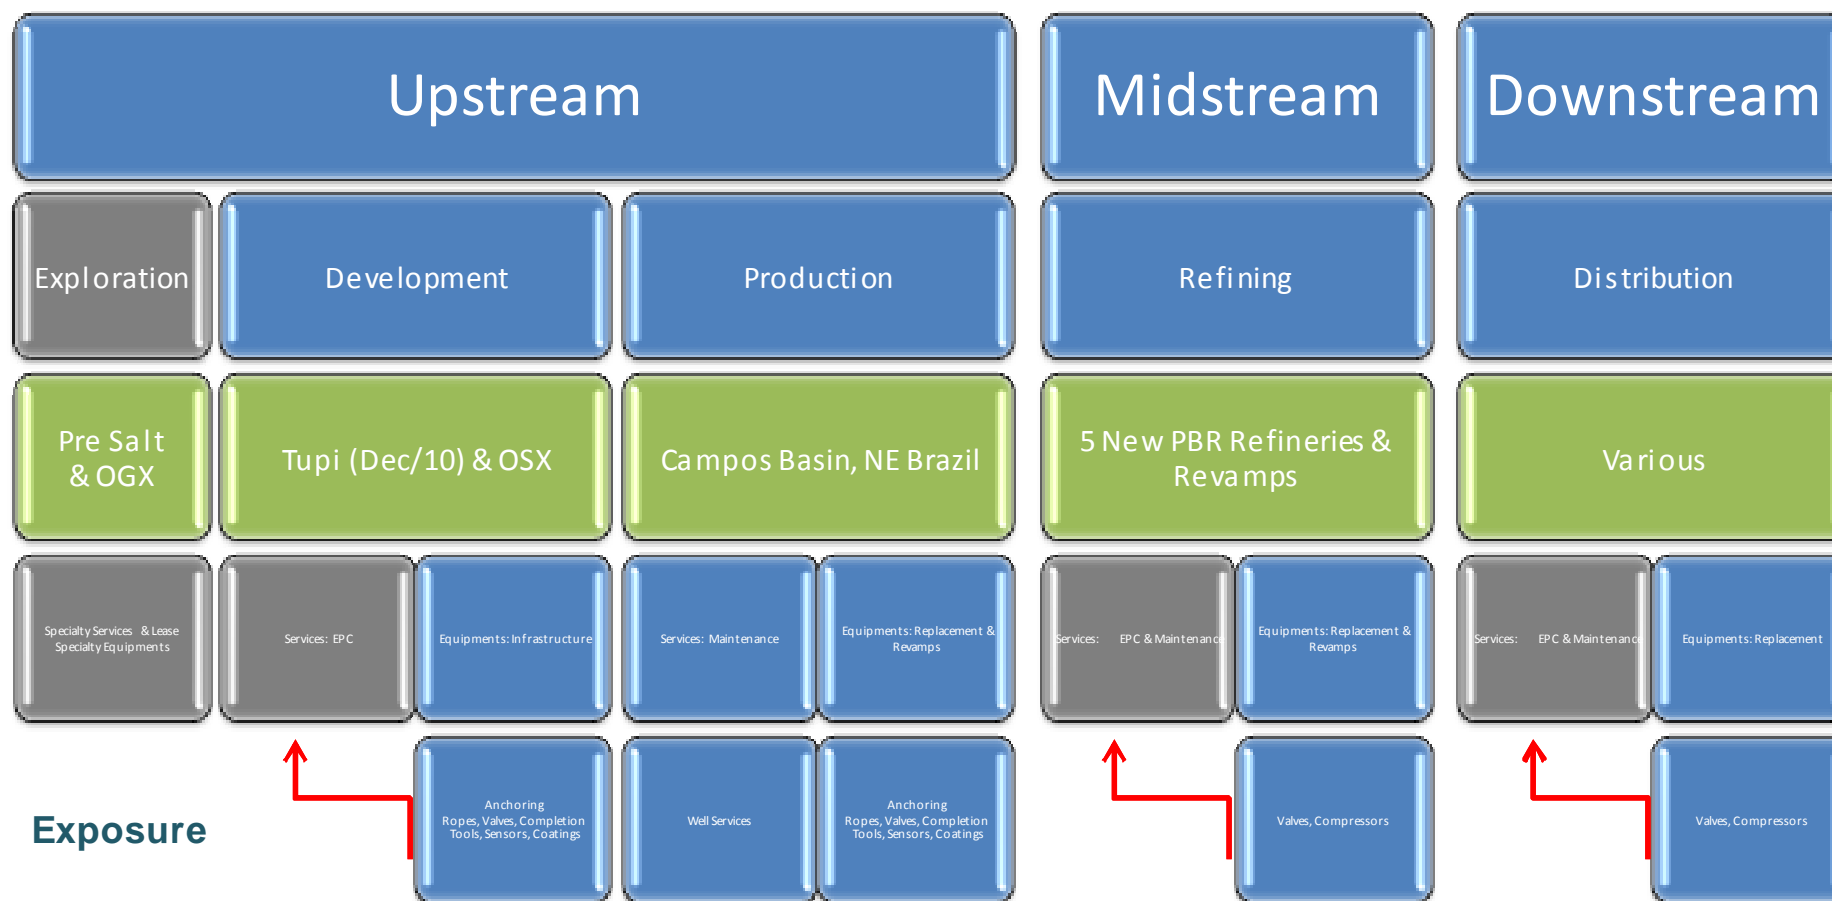 Upstream
Midstream
Downstream
Exploration
Development
Production
Refining
Distribution
Pre Salt
& OGX
Tupi (Dec/10) & OSX
Campos Basin, NE Brazil
5 New PBR Refineries &
Revamps
Various
Specialty Services & Lease
Specialty Equipments
Services: EPC
Equipments: Infrastructure
Services: Maintenance
Equipments: Replacement &
Revamps
Services: EPC & Maintenance
Equipments: Replacement &
Revamps
Services: EPC & Maintenance
Equipments: Replacement
Exposure
Anchoring
Ropes, Valves, Completion
Tools, Sensors, Coatings
Well Services
Anchoring
Ropes, Valves, Completion
Tools, Sensors, Coatings
Valves, Compressors
Valves, Compressors